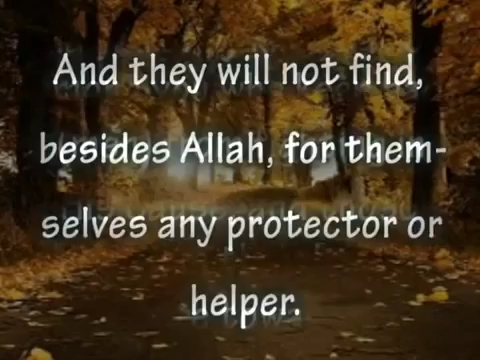 And they will not find,
besides Allah, for them-
selves any protector or
helper.